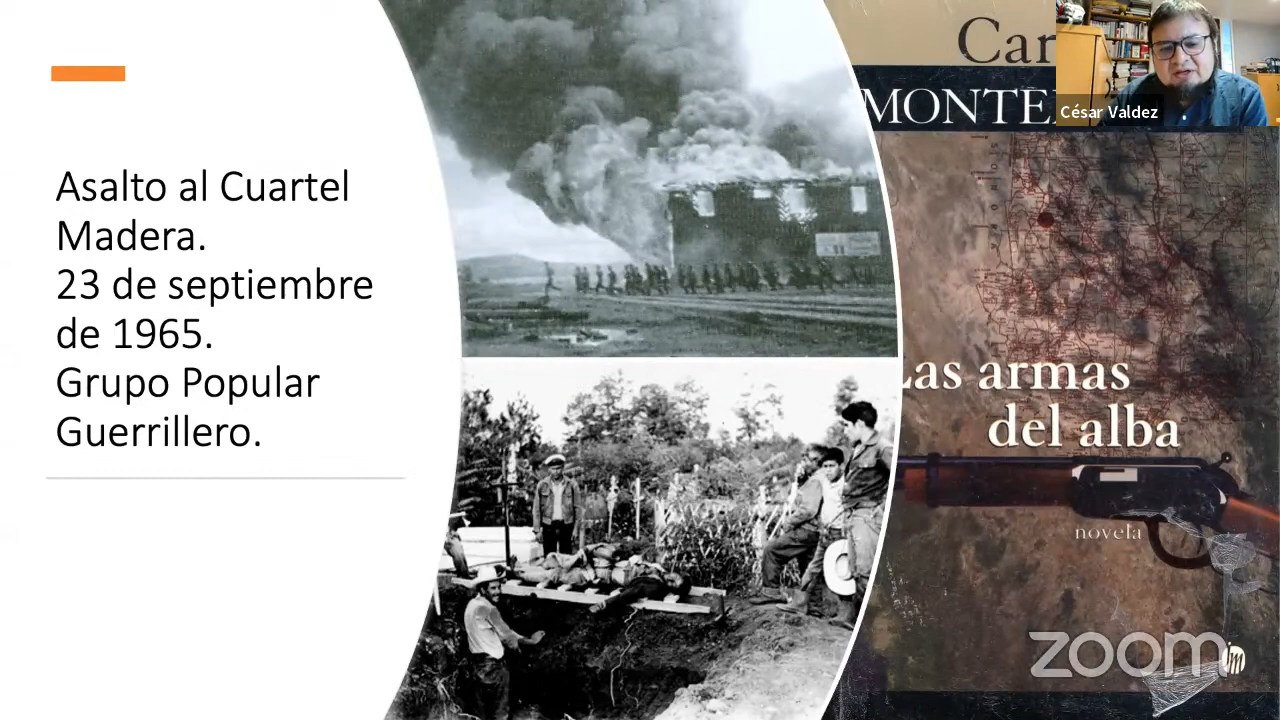 Asalto al Cuartel
Madera.
23 de septiembre
de 1965.
Grupo Popular
Guerrillero.
Car
MONTE
Las armas
del alba
novela
César Valdez
zoom
jm